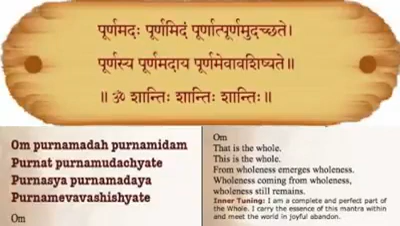 पूर्णमदः पूर्णमिदं पूर्णात्पूर्णमुदच्छते।
पूर्णस्य पूर्णमदाय पूर्णमेवावशिष्यते॥
॥ ॐ शान्तिः शान्तिः शान्तिः॥
Om purnamadah purnamidam
Purnat purnamudachyate
Purnasya purnamadaya
Purnamevavashishyate
Om
Om
That is the whole.
This is the whole.
From wholeness emerges wholeness.
Wholeness coming from wholeness,
wholeness still remains.
Inner Tuning: I am a complete and perfect part
of the Whole. I carry the essence of this mantra within
and meet the world in joyful abandon.